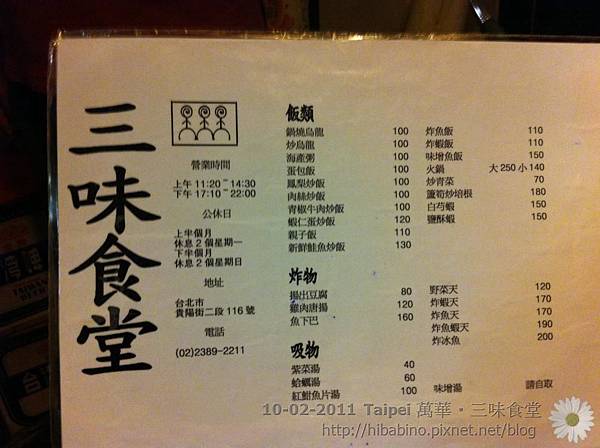 三味食堂
營業時間
上午 11:20 ~ 14:30
下午 17:10 ~ 22:00
公休日
上半個月
休息 2 個星期一
下半個月
休息 2 個星期日
地址
台北市
貴陽街二段 116 號
電話
(02)2389-2211
飯類
鍋燒烏龍 100
炒烏龍 100
海產粥 100
蛋包飯 100
鳳梨炒飯 100
肉絲炒飯 100
青椒牛肉炒飯 100
蝦仁蛋炒飯 120
親子飯 110
新鮮鮭魚炒飯 130
炸魚飯 110
炸蝦飯 110
味增魚飯 150
火鍋 大 250 小 140
炒青菜 70
蘆筍炒培根 180
白芍蝦 150
鹽酥蝦 150
炸物
揚出豆腐 80
雞肉唐揚 120
魚下巴 160
野菜天 120
炸蝦天 170
炸魚天 170
炸魚蝦天 190
炸冰魚 200
吸物
紫菜湯 40
蛤蠣湯 60
紅魽魚片湯
味增湯 請自取
10-02-2011 Taipei 萬華・三味食堂
http://hibabino.pixnet.net/blog